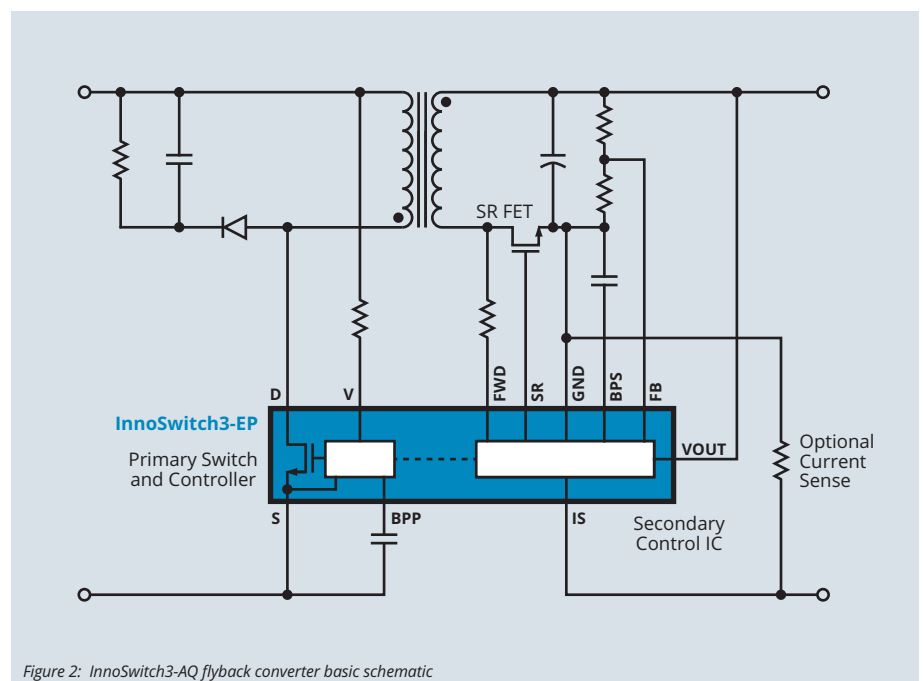 SR FET
D
V
FWD
SR
GND
BPS
FB
InnoSwitch3-EP
Primary Switch
and Controller
VOUT
Optional
Current
Sense
S
BPP
IS
Secondary
Control IC
Figure 2: InnoSwitch3-AQ flyback converter basic schematic